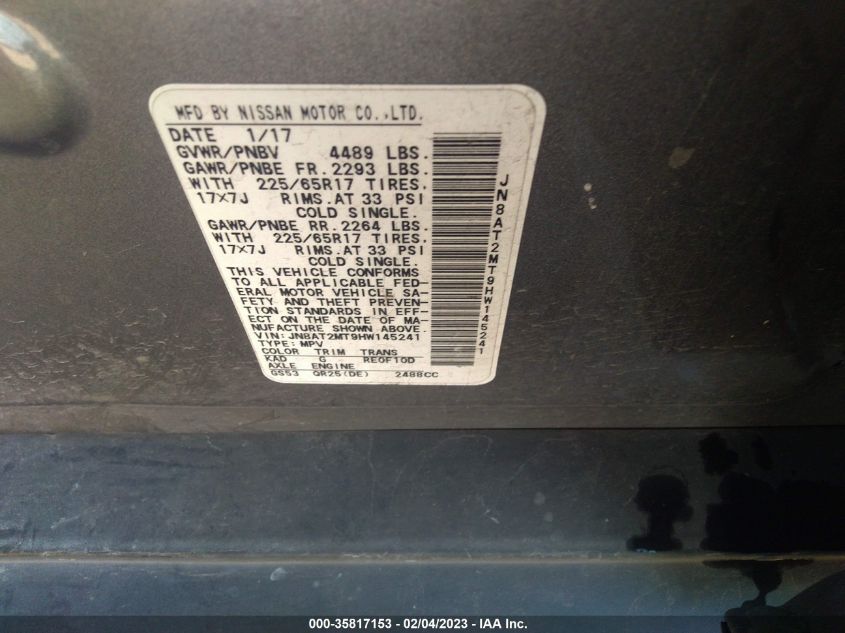 MFD BY NISSAN MOTOR CO.,LTD.
DATE 1/17
GVWR/PNBV 4489 LBS.
GAWR/PNBE FR. 2293 LBS.
WITH 225/65R17 TIRES.
17X7J RIMS.AT 33 PSI
COLD SINGLE.
GAWR/PNBE RR. 2264 LBS.
WITH 225/65R17 TIRES.
17X7J RIMS.AT 33 PSI
COLD SINGLE.
THIS VEHICLE CONFORMS
TO ALL APPLICABLE FED-
ERAL MOTOR VEHICLE SA-
FETY AND THEFT PREVEN-
TION STANDARDS IN EFF-
ECT ON THE DATE OF MA-
NUFACTURE SHOWN ABOVE.
VIN: JN8AT2MT9HW145241
TYPE: MPV
COLOR TRIM TRANS
KAD G RE0F10D
AXLE ENGINE
GS53 QR25(DE) 2488CC
JN8AT2MT9HW145241
000-35817153 - 02/04/2023 - IAA Inc.